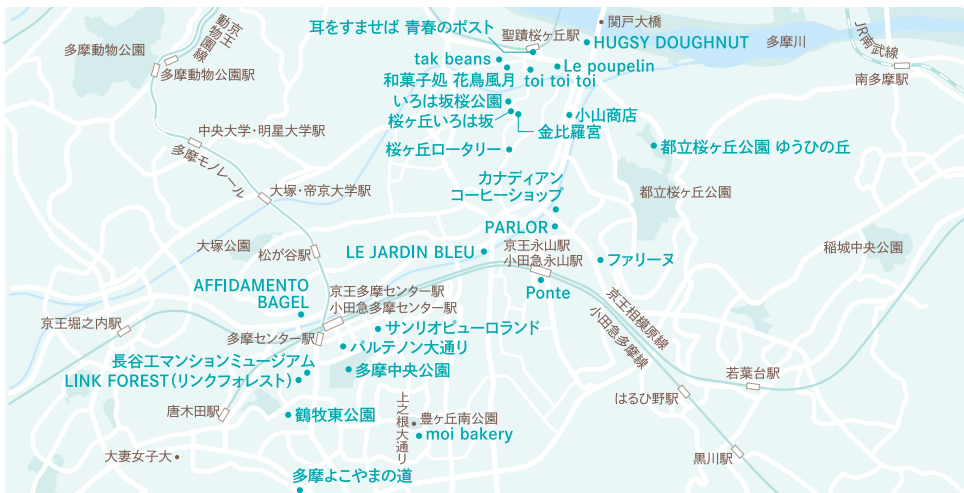 耳をすませば 青春のポスト
聖蹟桜ヶ丘駅
関戸大橋
HUGSY DOUGHNUT
多摩川
JR南武線
南多摩駅
京王
動物園線
多摩動物公園
多摩動物公園駅
tak beans
Le poupelin
和菓子処 花鳥風月
toi toi toi
いろは坂桜公園
桜ヶ丘いろは坂
金比羅宮
小山商店
桜ヶ丘ロータリー
都立桜ヶ丘公園 ゆうひの丘
都立桜ヶ丘公園
中央大学・明星大学駅
多摩モノレール
大塚・帝京大学駅
カナディアン
コーヒーショップ
PARLOR
LE JARDIN BLEU
京王永山駅
小田急永山駅
ファリーヌ
Ponte
稲城中央公園
大塚公園
松が谷駅
AFFIDAMENTO
BAGEL
京王多摩センター駅
小田急多摩センター駅
京王堀之内駅
多摩センター駅
サンリオピューロランド
パルテノン大通り
多摩中央公園
京王相模原線
小田急多摩線
長谷工マンションミュージアム
LINK FOREST(リンクフォレスト)
若葉台駅
はるひ野駅
唐木田駅
鶴牧東公園
上之根大通り
豊ヶ丘南公園
moi bakery
大妻女子大
黒川駅
多摩よこやまの道